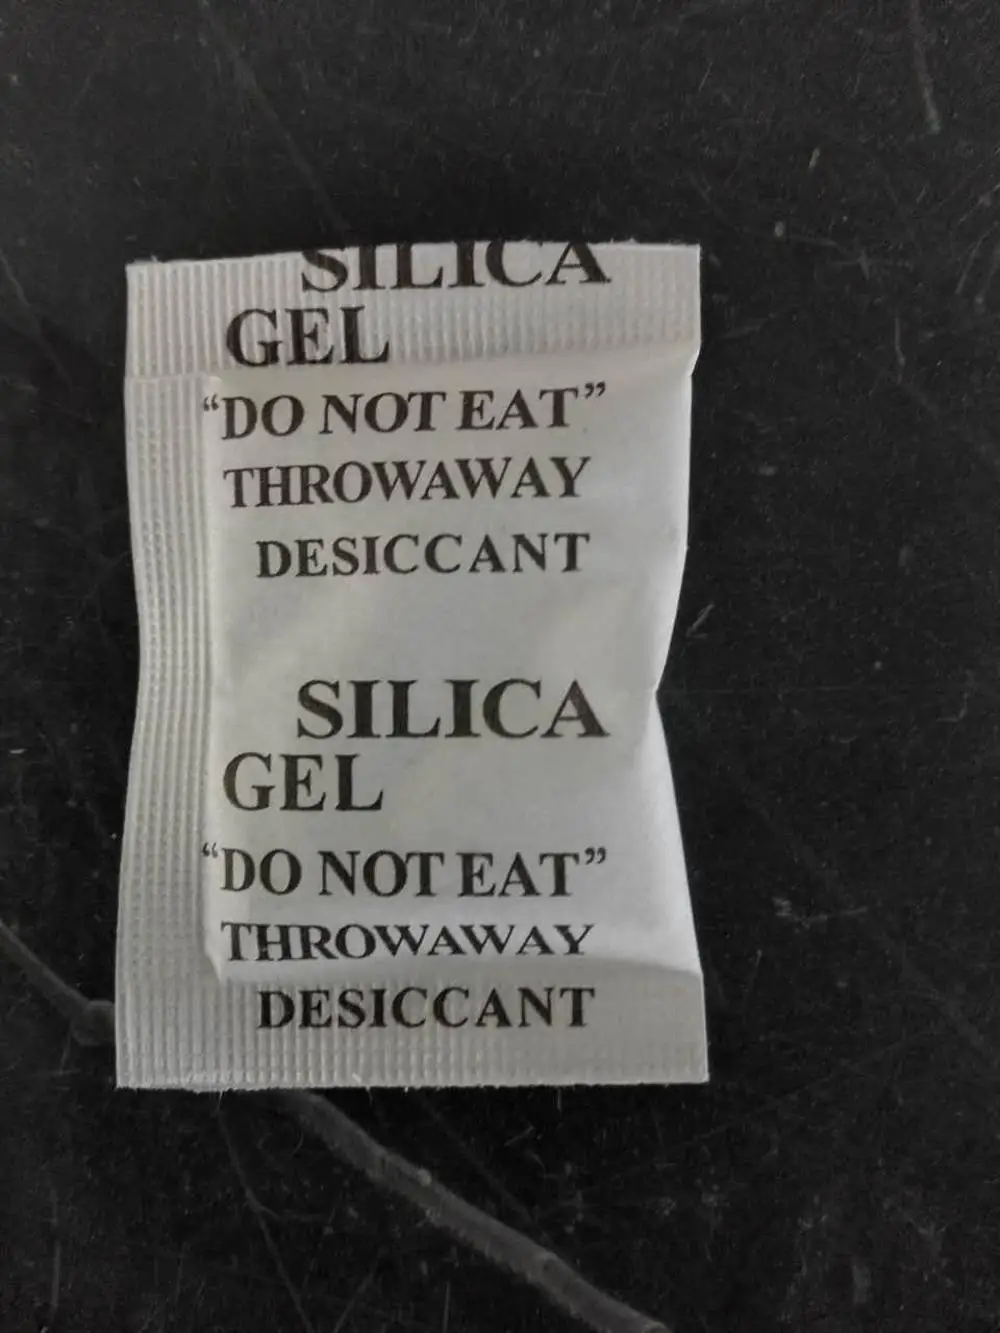 SILICA
GEL
“DO NOT EAT”
THROWAWAY
DESICCANT
SILICA
GEL
“DO NOT EAT”
THROWAWAY
DESICCANT